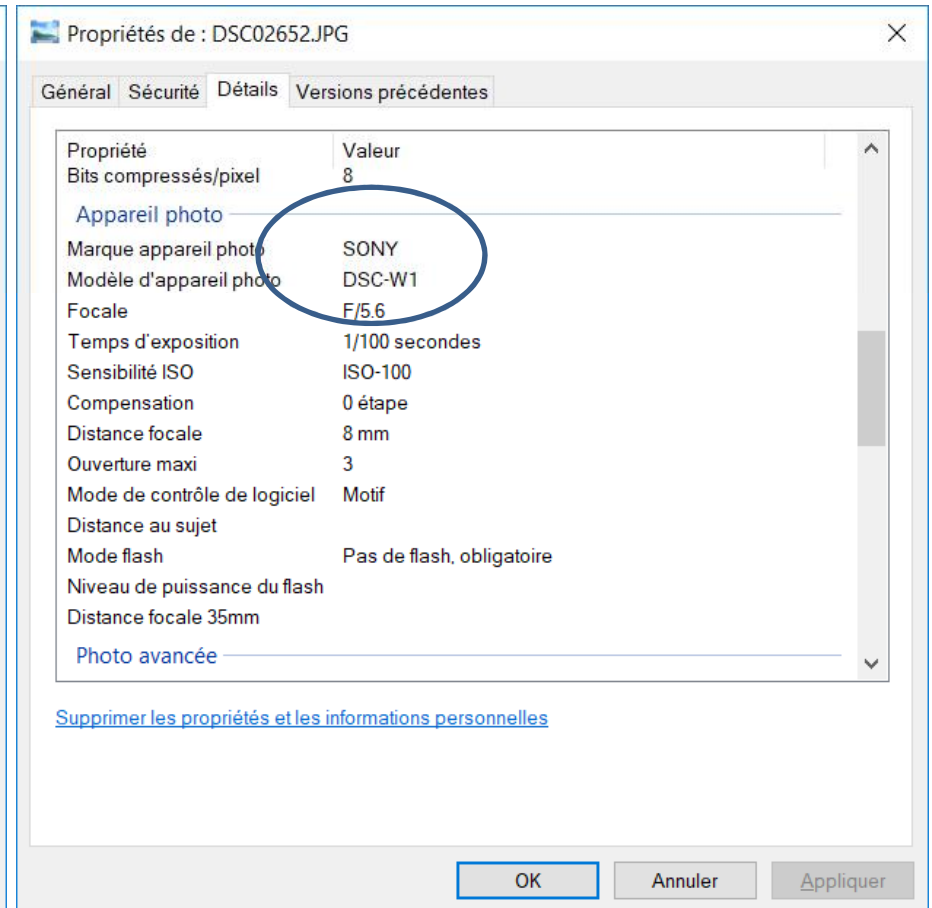 Propriétés de : DSC02652.JPG
Général Sécurité Détails Versions précédentes
Propriété Valeur
Bits compressés/pixel 8
Appareil photo
Marque appareil photo SONY
Modèle d'appareil photo DSC-W1
Focale F/5.6
Temps d'exposition 1/100 secondes
Sensibilité ISO ISO-100
Compensation 0 étape
Distance focale 8 mm
Ouverture maxi 3
Mode de contrôle de logiciel Motif
Distance au sujet
Mode flash Pas de flash, obligatoire
Niveau de puissance du flash
Distance focale 35mm
Photo avancée
Supprimer les propriétés et les informations personnelles
OK Annuler Appliquer